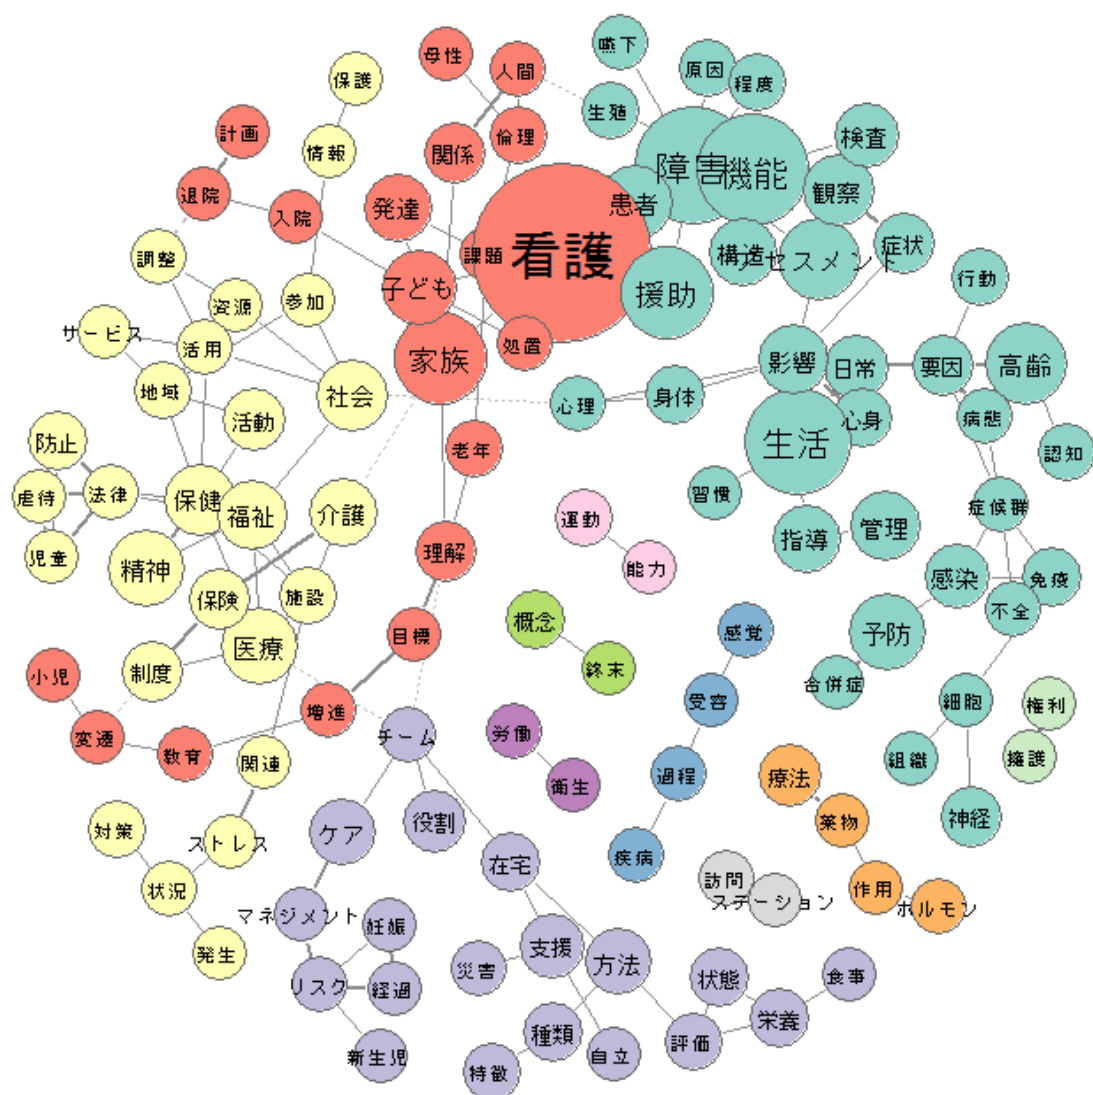 嚥下
母性
人間
原因
程度
保護
生殖
計画
情報
関係
倫理
検査
障害
機能
退院
入院
発達
患者
観察
看護
調整
課題
構造
アセスメント
症状
資源
参加
子ども
援助
行動
サービス
活用
処置
家族
影響
日常
要因
高齢
地域
社会
心理
身体
活動
心身
病態
防止
生活
老年
認知
虐待
法律
保健
福祉
介護
習慣
症候群
児童
精神
運動
指導
管理
理解
能力
感染
免疫
保険
施設
不全
概念
目標
感覚
予防
制度
医療
終末
小児
合併症
受容
細胞
権利
増進
変遷
教育
チーム
労働
擁護
関連
組織
衛生
過程
療法
対策
ケア
役割
薬物
神経
ストレス
状況
在宅
疾病
訪問
ステーション
作用
ホルモン
マネジメント
妊娠
発生
支援
方法
災害
状態
食事
リスク
経過
栄養
種類
評価
新生児
自立
特徴